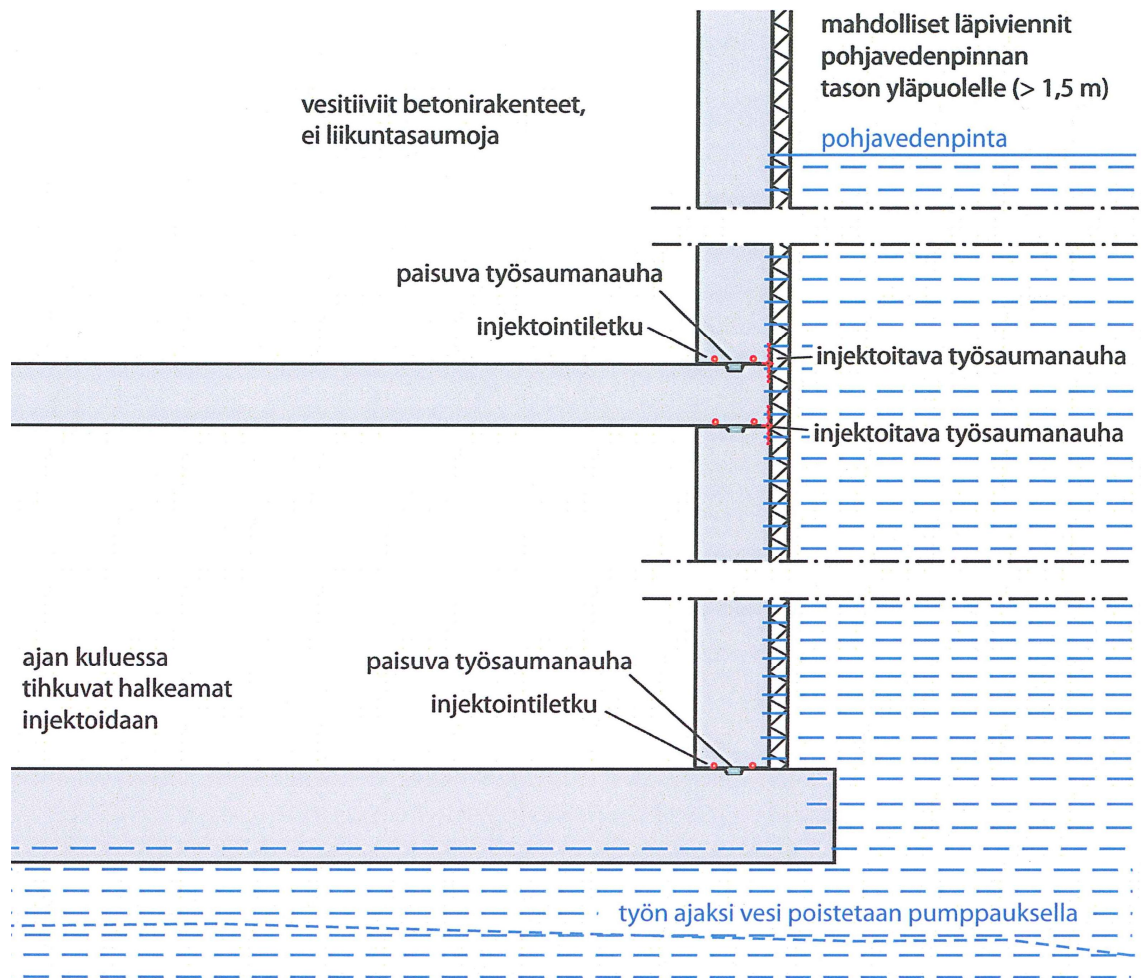 mahdolliset läpiviennit
pohjavedenpinnan
tason yläpuolelle (> 1,5 m)
vesitiiviit betonirakenteet,
ei liikuntasaumoja
pohjavedenpinta
paisuva työsaumanauha
injektointiletku
injektoitava työsaumanauha
injektoitava työsaumanauha
ajan kuluessa
tihkuvat halkeamat
injektoidaan
paisuva työsaumanauha
injektointiletku
työn ajaksi vesi poistetaan pumppauksella